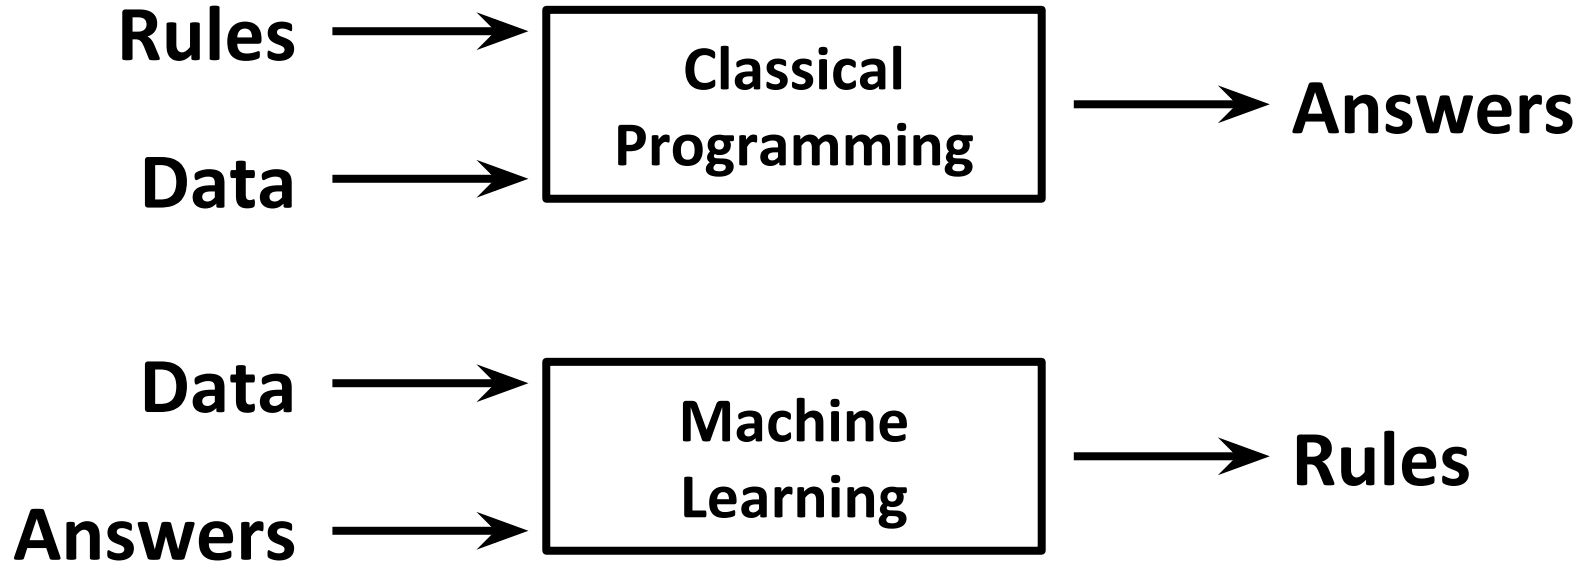 Rules
Data
Classical
Programming
Answers
Data
Answers
Machine
Learning
Rules